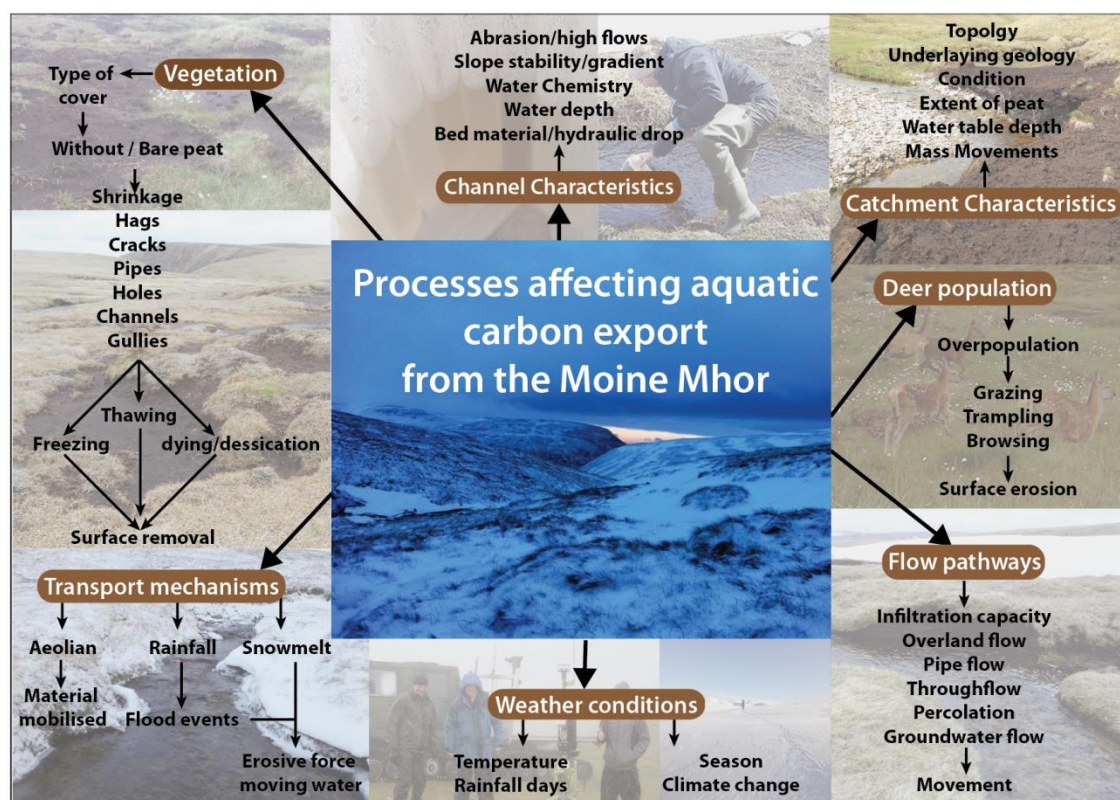 Processes affecting aquatic
carbon export
from the Moine Mhor
Vegetation
Type of
cover
Without / Bare peat
Shrinkage
Hags
Cracks
Pipes
Holes
Channels
Gullies
Thawing
Freezing
dying/dessication
Surface removal
Abrasion/high flows
Slope stability/gradient
Water Chemistry
Water depth
Bed material/hydraulic drop
Channel Characteristics
Topolgy
Underlaying geology
Condition
Extent of peat
Water table depth
Mass Movements
Catchment Characteristics
Deer population
Overpopulation
Grazing
Trampling
Browsing
Surface erosion
Transport mechanisms
Aeolian
Rainfall
Snowmelt
Material
mobilised
Flood events
Erosive force
moving water
Weather conditions
Temperature
Rainfall days
Season
Climate change
Flow pathways
Infiltration capacity
Overland flow
Pipe flow
Throughflow
Percolation
Groundwater flow
Movement